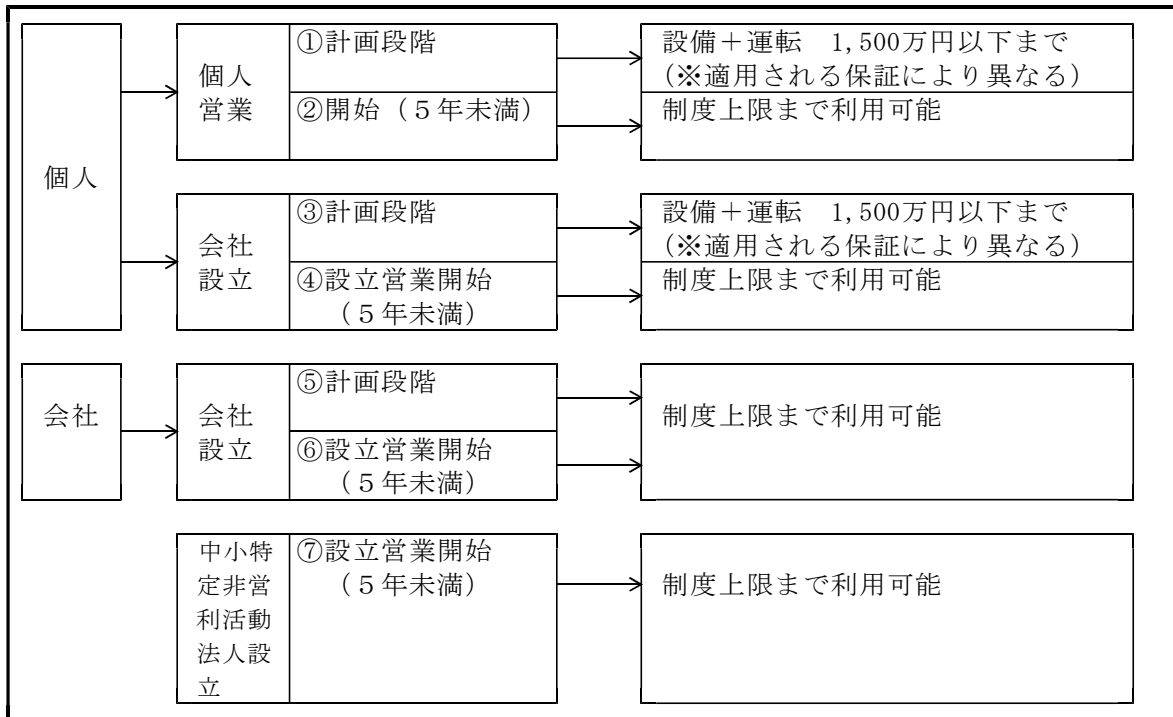 個人
個人
営業
①計画段階
設備＋運転　1,500万円以下まで
(※適用される保証により異なる)
②開始（５年未満）
制度上限まで利用可能
会社
設立
③計画段階
設備＋運転　1,500万円以下まで
(※適用される保証により異なる)
④設立営業開始
（５年未満）
制度上限まで利用可能
会社
会社
設立
⑤計画段階
⑥設立営業開始
（５年未満）
制度上限まで利用可能
中小特
定非営
利活動
法人設
立
⑦設立営業開始
（５年未満）
制度上限まで利用可能